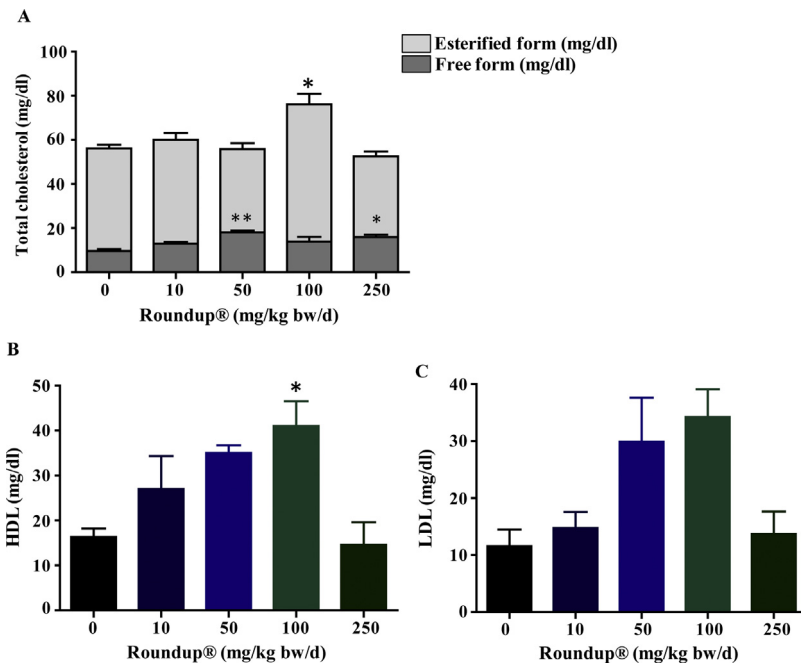 A
Esterified form (mg/dl)
Free form (mg/dl)
Total cholesterol (mg/dl)
100
80
60
40
20
0
*
**
*
0 10 50 100 250
Roundup® (mg/kg bw/d)
B
HDL (mg/dl)
50
40
30
20
10
0
*
0 10 50 100 250
Roundup® (mg/kg bw/d)
C
LDL (mg/dl)
40
30
20
10
0
0 10 50 100 250
Roundup® (mg/kg bw/d)